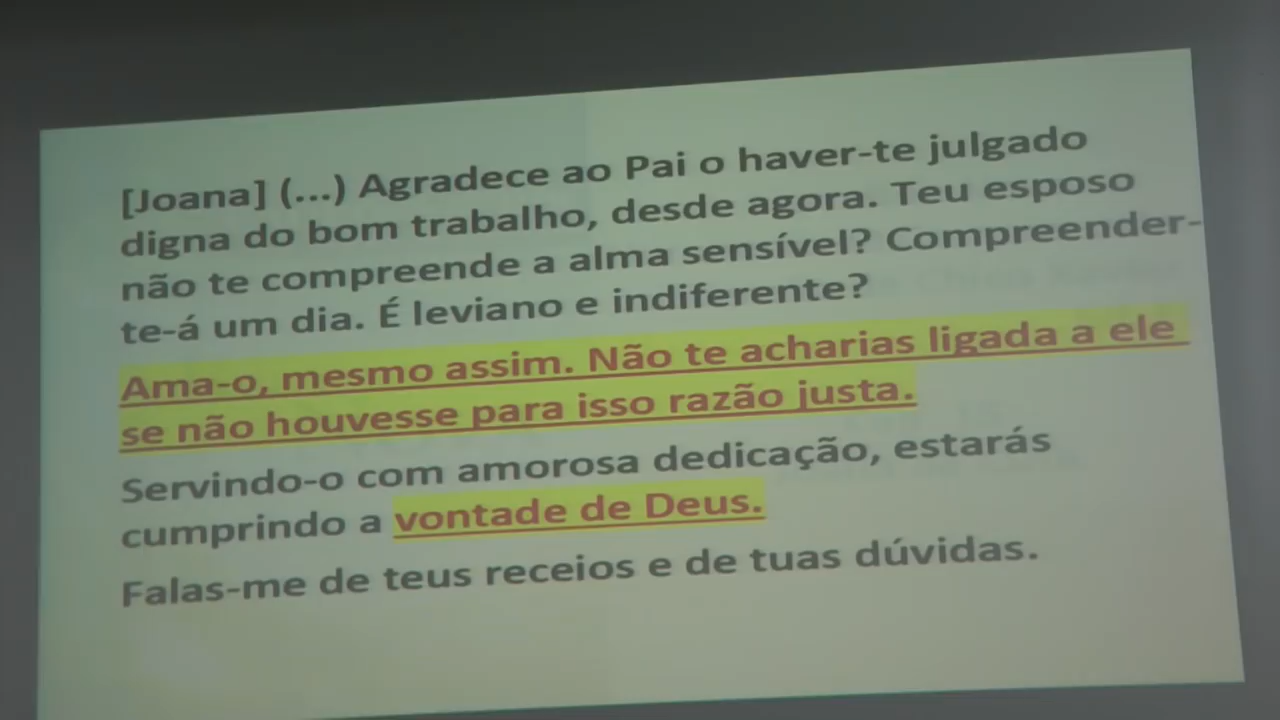 [Joana] (...) Agradece ao Pai o haver-te julgado
digna do bom trabalho, desde agora. Teu esposo
não te compreende a alma sensível? Compreender-
te-á um dia. É leviano e indiferente?
Ama-o, mesmo assim. Não te acharias ligada a ele
se não houvesse para isso razão justa.
Servindo-o com amorosa dedicação, estarás
cumprindo a vontade de Deus.
Falas-me de teus receios e de tuas dúvidas.